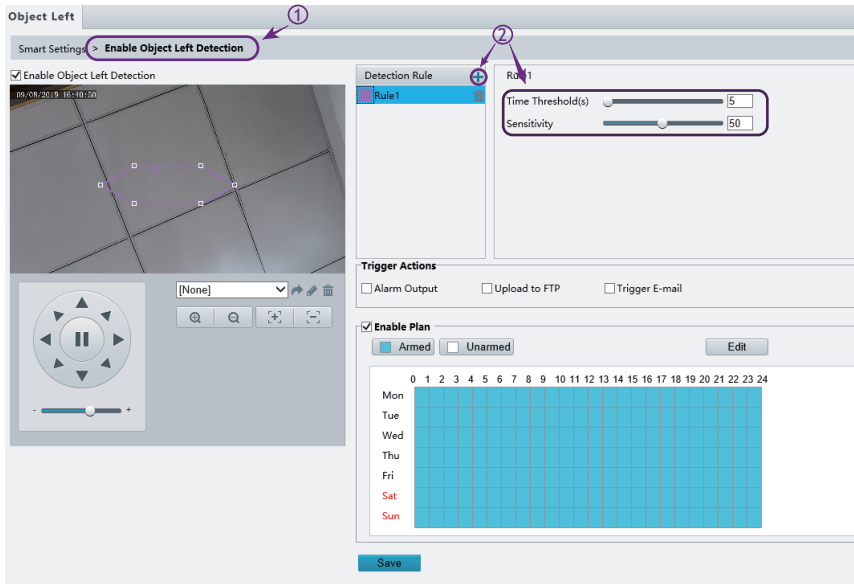 Object Left
①
Smart Settings > Enable Object Left Detection
②
Enable Object Left Detection
09/08/2019 16:40:50
Detection Rule
Rule1
Time Threshold(s) 5
Sensitivity 50
Trigger Actions
Alarm Output Upload to FTP Trigger E-mail
[None]
Enable Plan
Armed Unarmed Edit
0 1 2 3 4 5 6 7 8 9 10 11 12 13 14 15 16 17 18 19 20 21 22 23 24
Mon
Tue
Wed
Thu
Fri
Sat
Sun
- +
Save